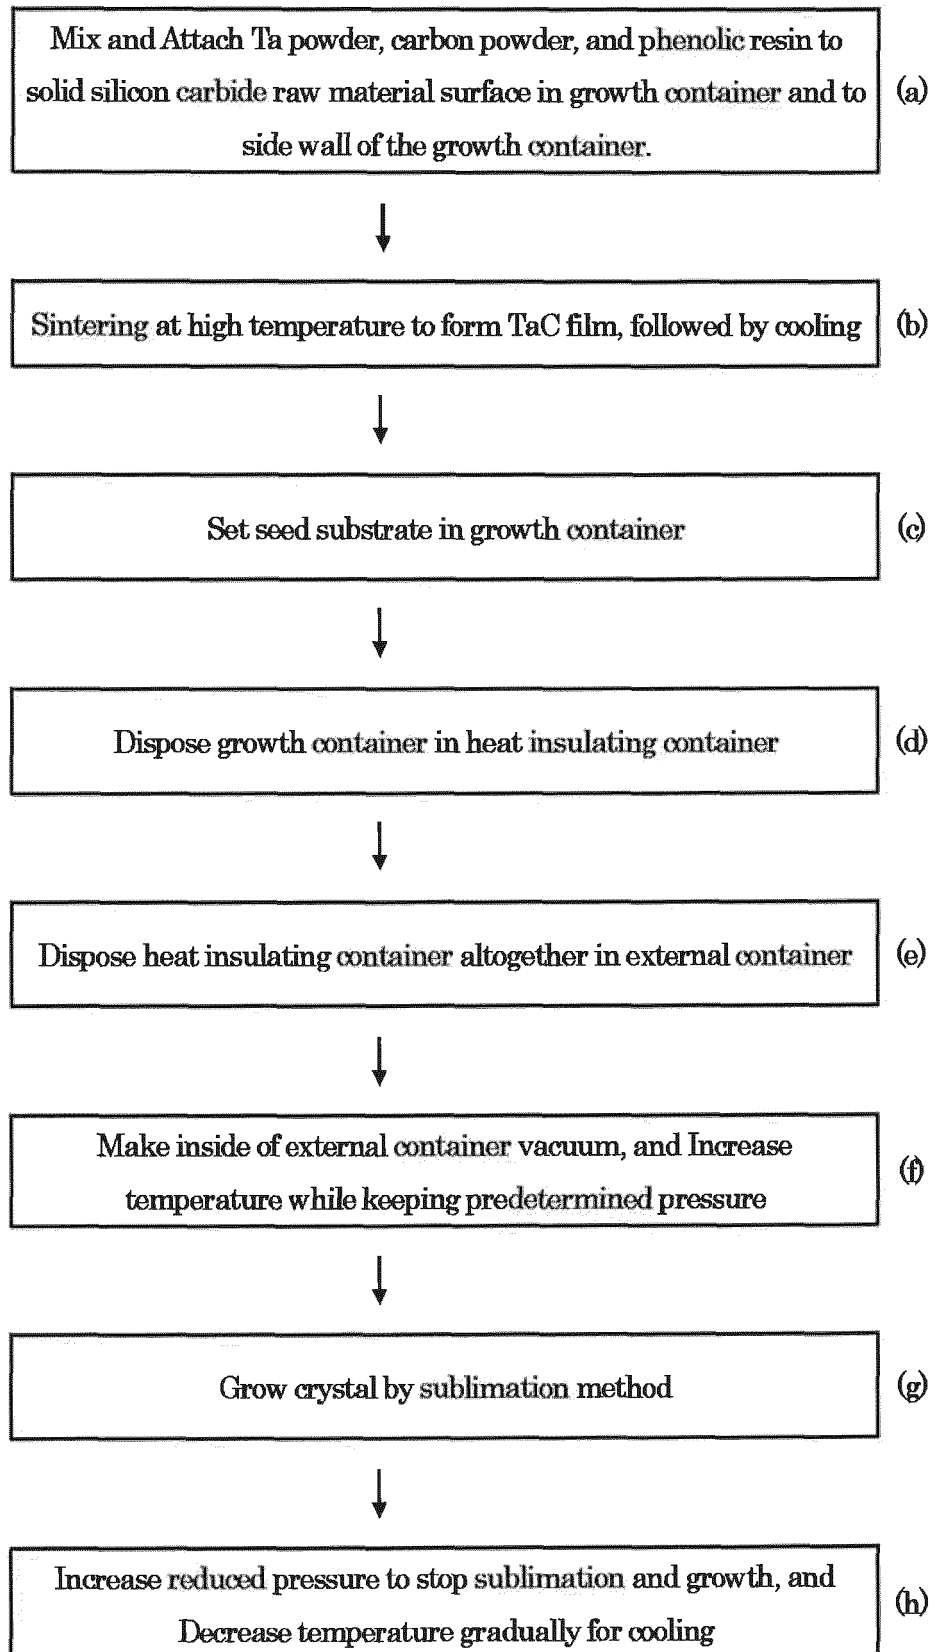 Mix and Attach Ta powder, carbon powder, and phenolic resin to
solid silicon carbide raw material surface in growth container and to
side wall of the growth container.
(a)
Sintering at high temperature to form TaC film, followed by cooling
(b)
Set seed substrate in growth container
(c)
Dispose growth container in heat insulating container
(d)
Dispose heat insulating container altogether in external container
(e)
Make inside of external container vacuum, and Increase
temperature while keeping predetermined pressure
(f)
Grow crystal by sublimation method
(g)
Increase reduced pressure to stop sublimation and growth, and
Decrease temperature gradually for cooling
(h)